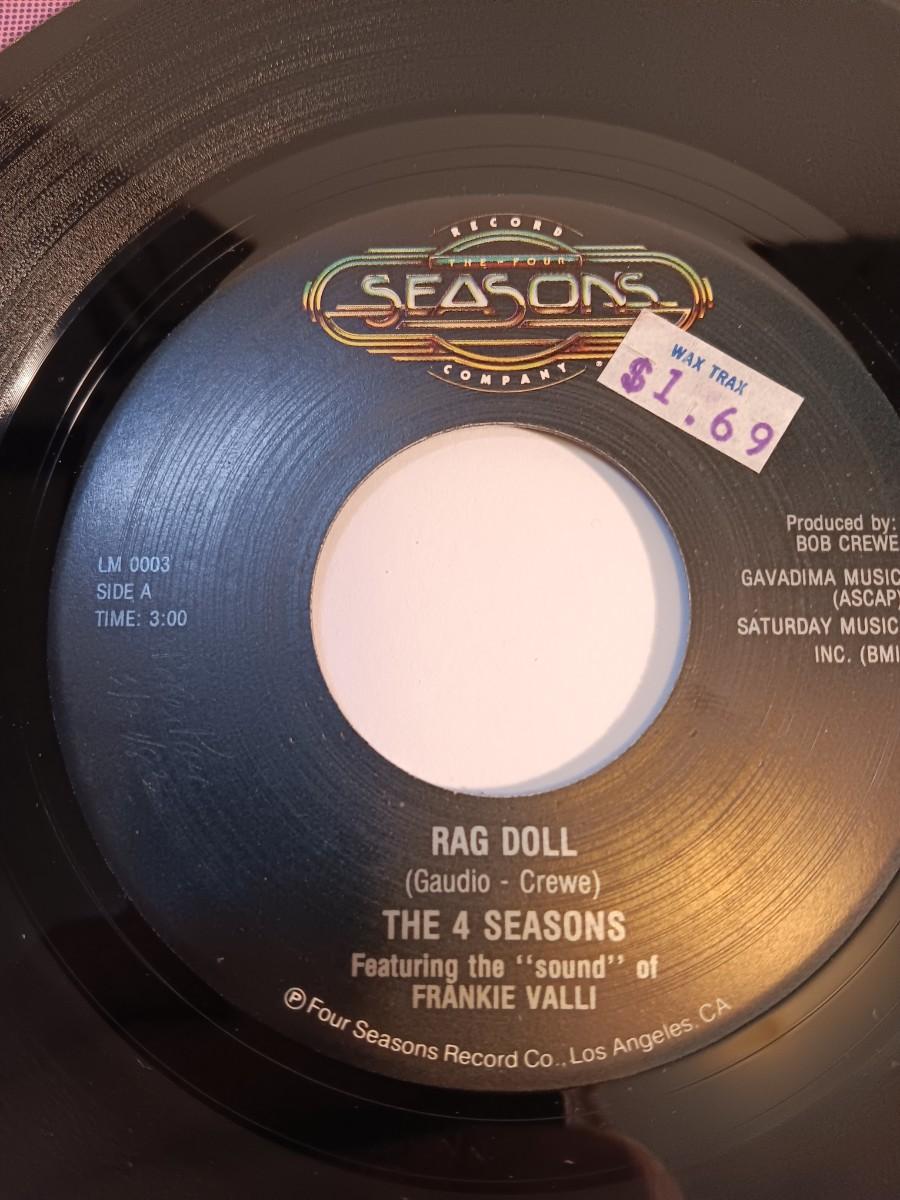 RECORD
THE FOUR
SEASONS
COMPANY ®
WAX TRAX
$1.69
Produced by:
BOB CREWE
GAVADIMA MUSIC
(ASCAP)
SATURDAY MUSIC
INC. (BMI
LM 0003
SIDE A
TIME: 3:00
RAG DOLL
(Gaudio - Crewe)
THE 4 SEASONS
Featuring the "sound" of
FRANKIE VALLI
℗ Four Seasons Record Co., Los Angeles, CA